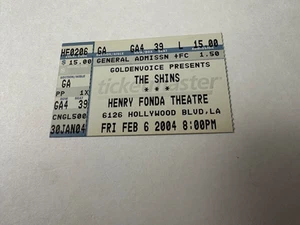 HF0206 GA GA4 39 L 15.00
$ 15.00 GENERAL ADMISSN +FC 1.50
GA GOLDENVOICE PRESENTS
PP 1X THE SHINS
GA4 39 * * *
HENRY FONDA THEATRE
CNGL500 6126 HOLLYWOOD BLVD,LA
30JAN04 FRI FEB 6 2004 8:00PM